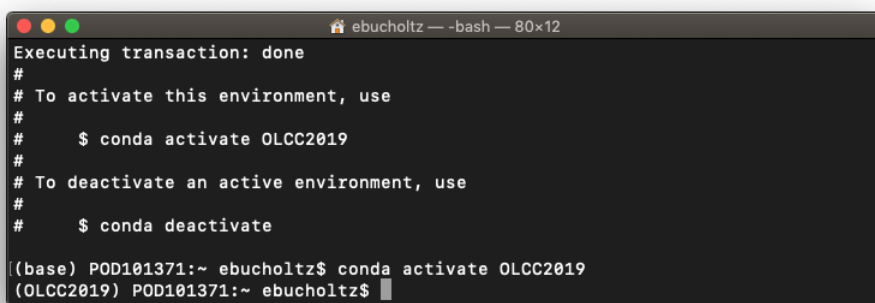 ebucholtz — -bash — 80×12
Executing transaction: done
#
# To activate this environment, use
#
#     $ conda activate OLCC2019
#
# To deactivate an active environment, use
#
#     $ conda deactivate
[(base) POD101371:~ ebucholtz$ conda activate OLCC2019
(OLCC2019) POD101371:~ ebucholtz$